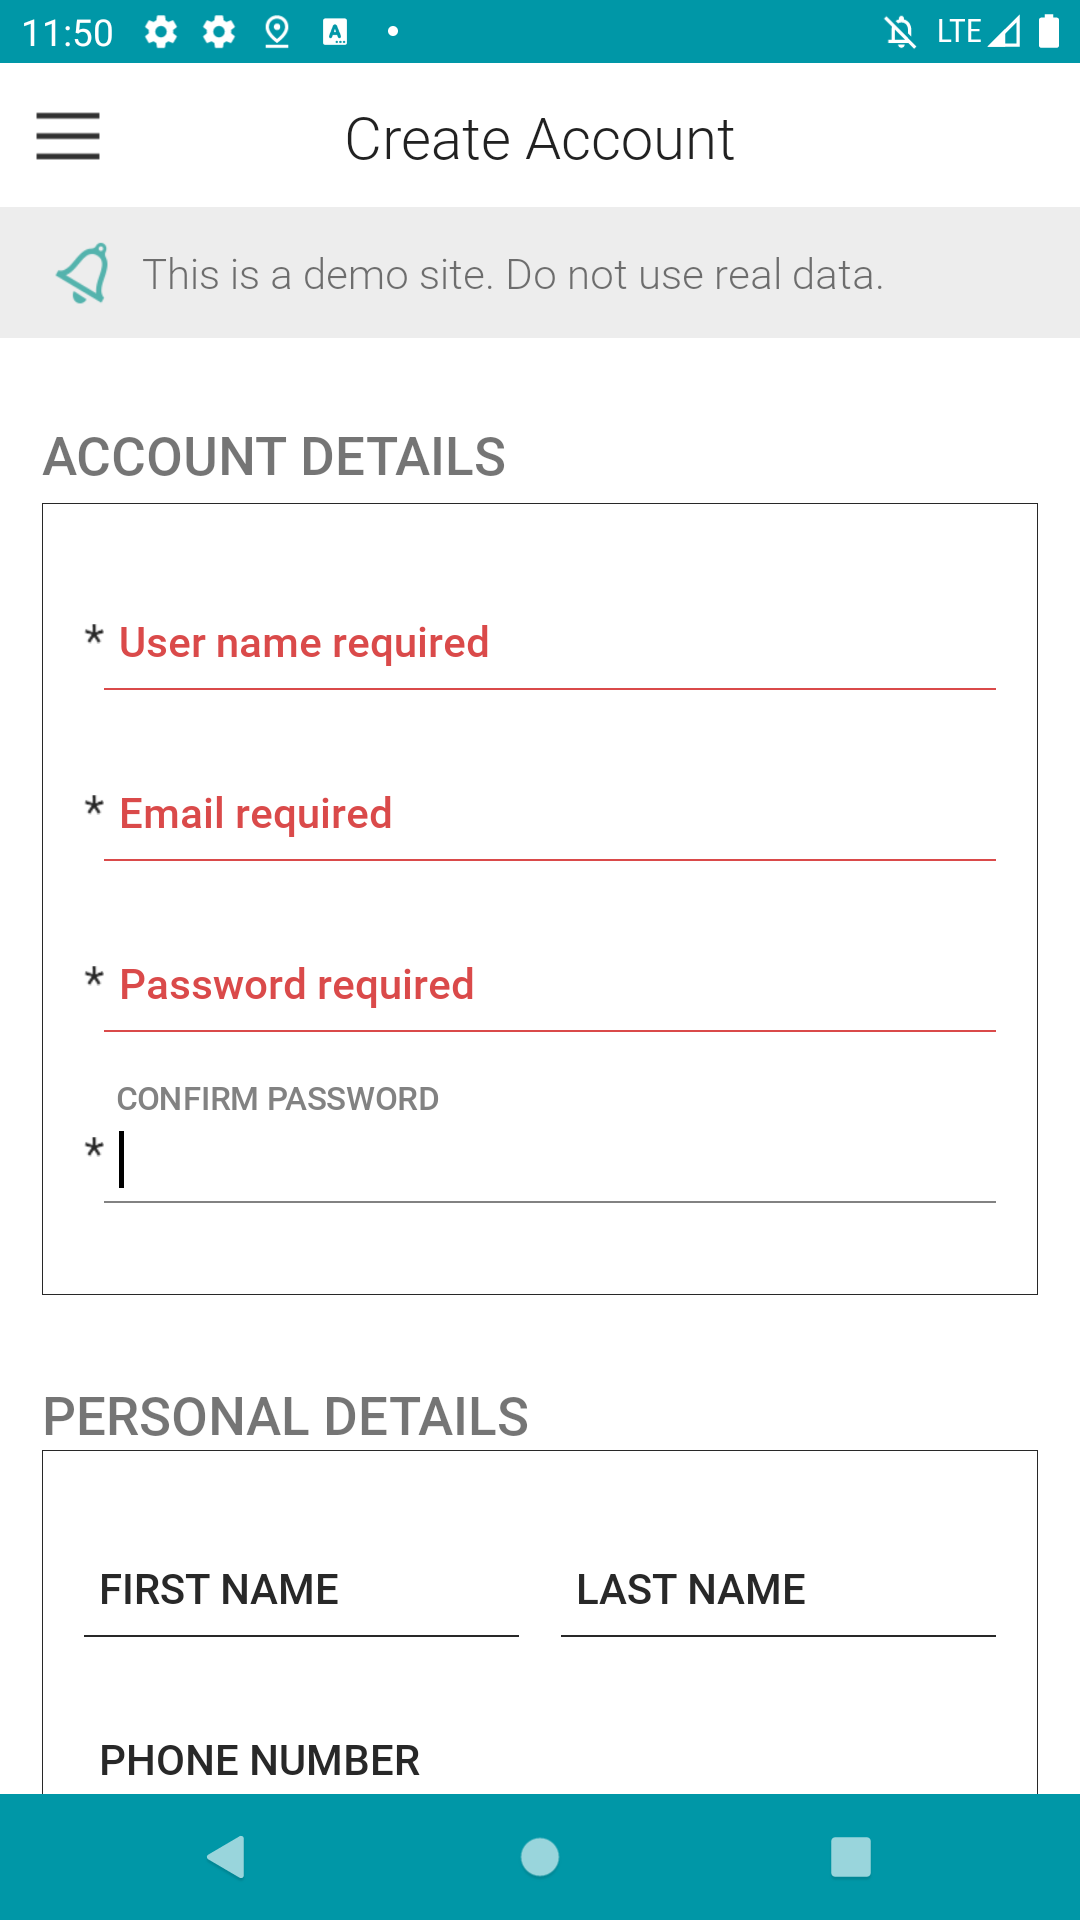 11:50
LTE
Create Account
This is a demo site. Do not use real data.
ACCOUNT DETAILS
* User name required
* Email required
* Password required
CONFIRM PASSWORD
*
PERSONAL DETAILS
FIRST NAME LAST NAME
PHONE NUMBER